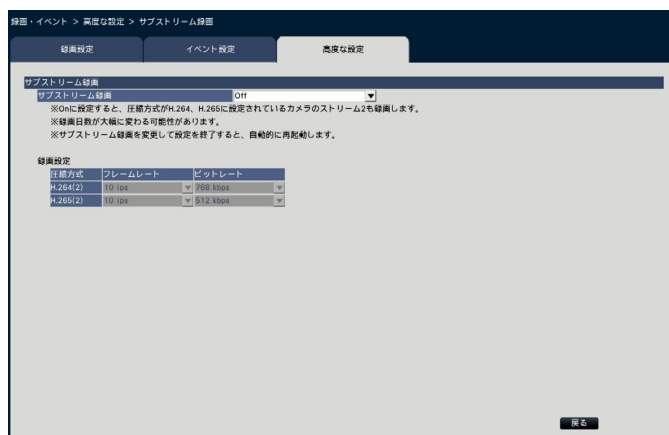 録画・イベント > 高度な設定 > サブストリーム録画
録画設定 イベント設定 高度な設定
サブストリーム録画
サブストリーム録画 Off
※Onに設定すると、圧縮方式がH.264、H.265に設定されているカメラのストリーム2も録画します。
※録画日数が大幅に変わる可能性があります。
※サブストリーム録画を変更して設定を終了すると、自動的に再起動します。
録画設定
圧縮方式 フレームレート ビットレート
H.264(2) 10 ips 768 kbps
H.265(2) 10 ips 512 kbps
戻る